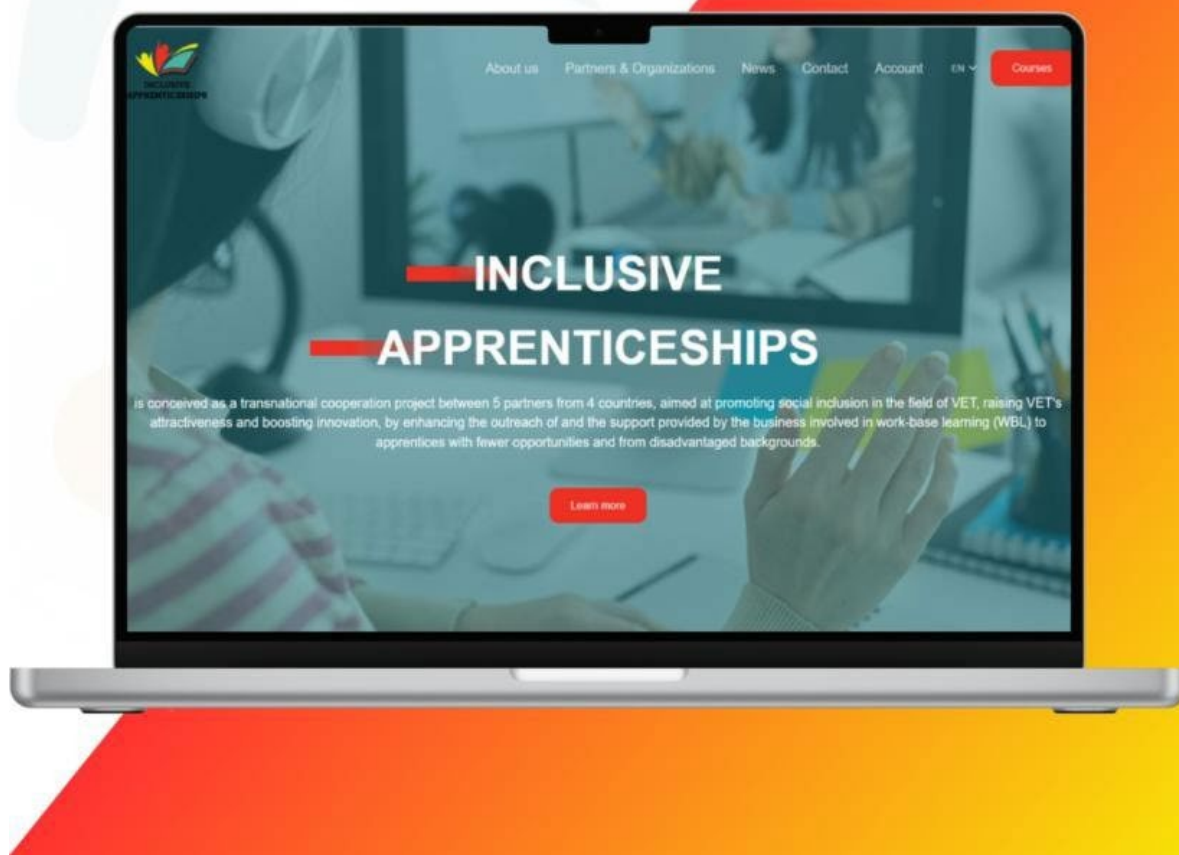 INCLUSIVE
APPRENTICESHIPS
About us
Partners & Organizations
News
Contact
Account
EN
Courses
INCLUSIVE
APPRENTICESHIPS
is conceived as a transnational cooperation project between 5 partners from 4 countries, aimed at promoting social inclusion in the field of VET, raising VET's
attractiveness and boosting innovation, by enhancing the outreach of and the support provided by the business involved in work-base learning (WBL) to
apprentices with fewer opportunities and from disadvantaged backgrounds.
Learn more